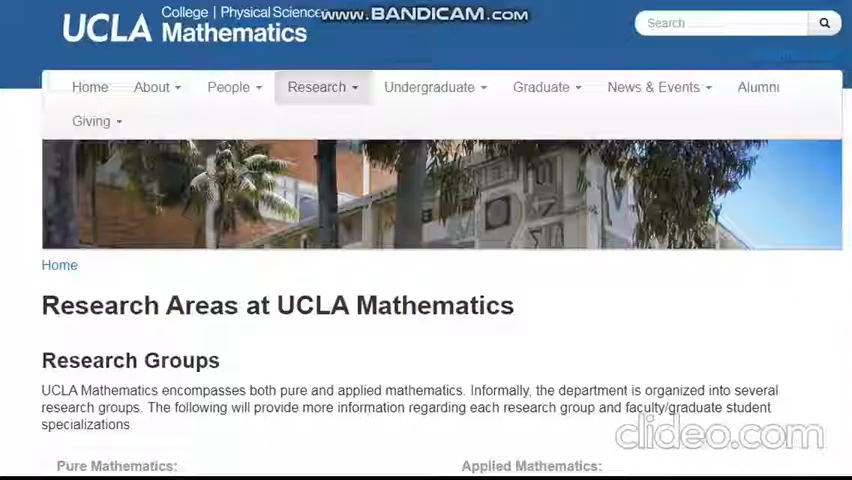 College | Physical Sciences
www.BANDICAM.com
UCLA Mathematics
Search
Home About People Research Undergraduate Graduate News & Events Alumni
Giving
Home
Research Areas at UCLA Mathematics
Research Groups
UCLA Mathematics encompasses both pure and applied mathematics. Informally, the department is organized into several
research groups. The following will provide more information regarding each research group and faculty/graduate student
specializations.
clideo.com
Pure Mathematics: Applied Mathematics: